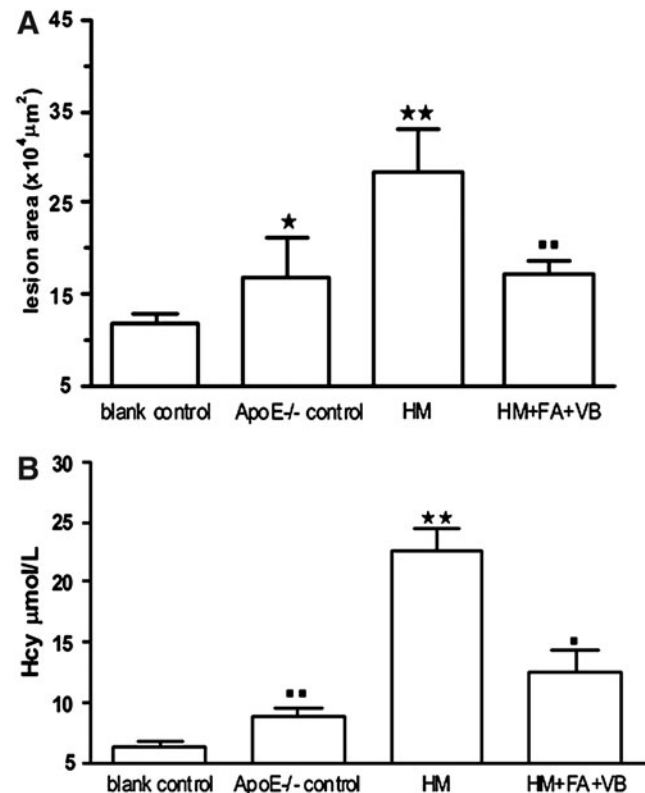 A
lesion area (x10⁴μm²)
45
35
25
15
5
★
★★
▪▪
blank control ApoE-/- control HM HM+FA+VB
B
Hcy μmol/L
30
25
20
15
10
5
▪▪
★★
▪
blank control ApoE-/- control HM HM+FA+VB